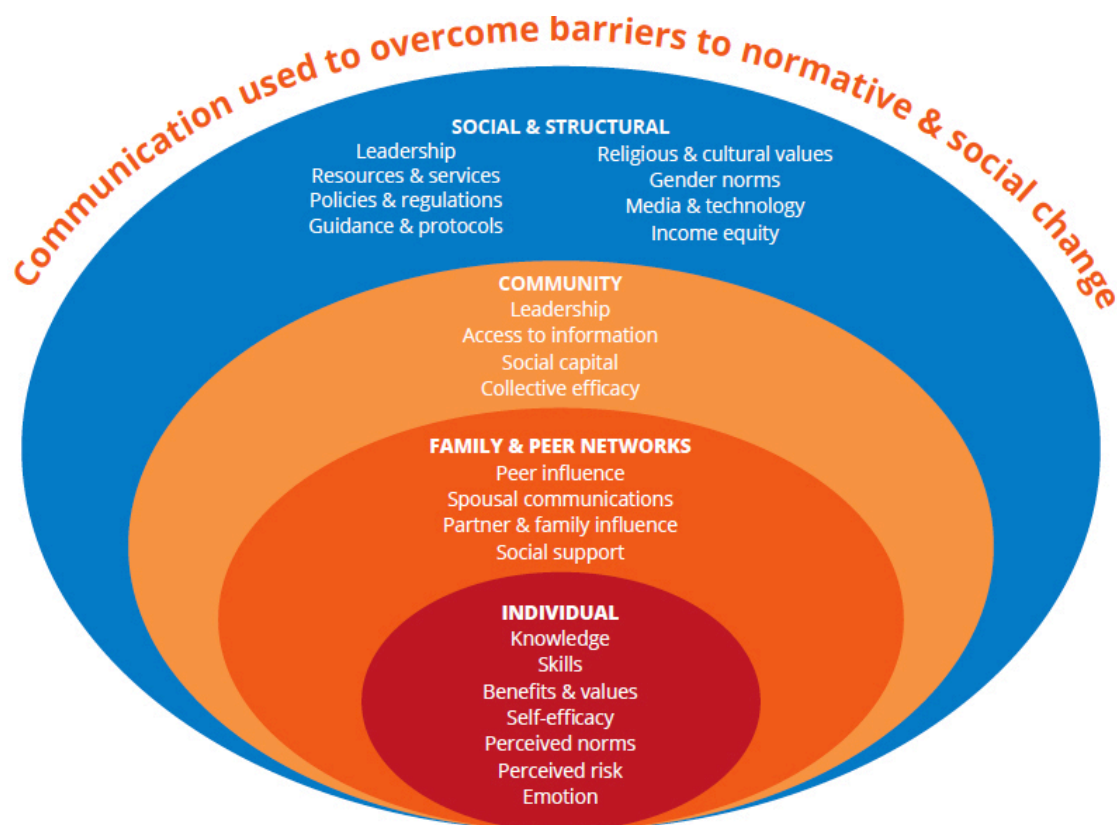 Communication used to overcome barriers to normative & social change
SOCIAL & STRUCTURAL
Leadership
Resources & services
Policies & regulations
Guidance & protocols
Religious & cultural values
Gender norms
Media & technology
Income equity
COMMUNITY
Leadership
Access to information
Social capital
Collective efficacy
FAMILY & PEER NETWORKS
Peer influence
Spousal communications
Partner & family influence
Social support
INDIVIDUAL
Knowledge
Skills
Benefits & values
Self-efficacy
Perceived norms
Perceived risk
Emotion